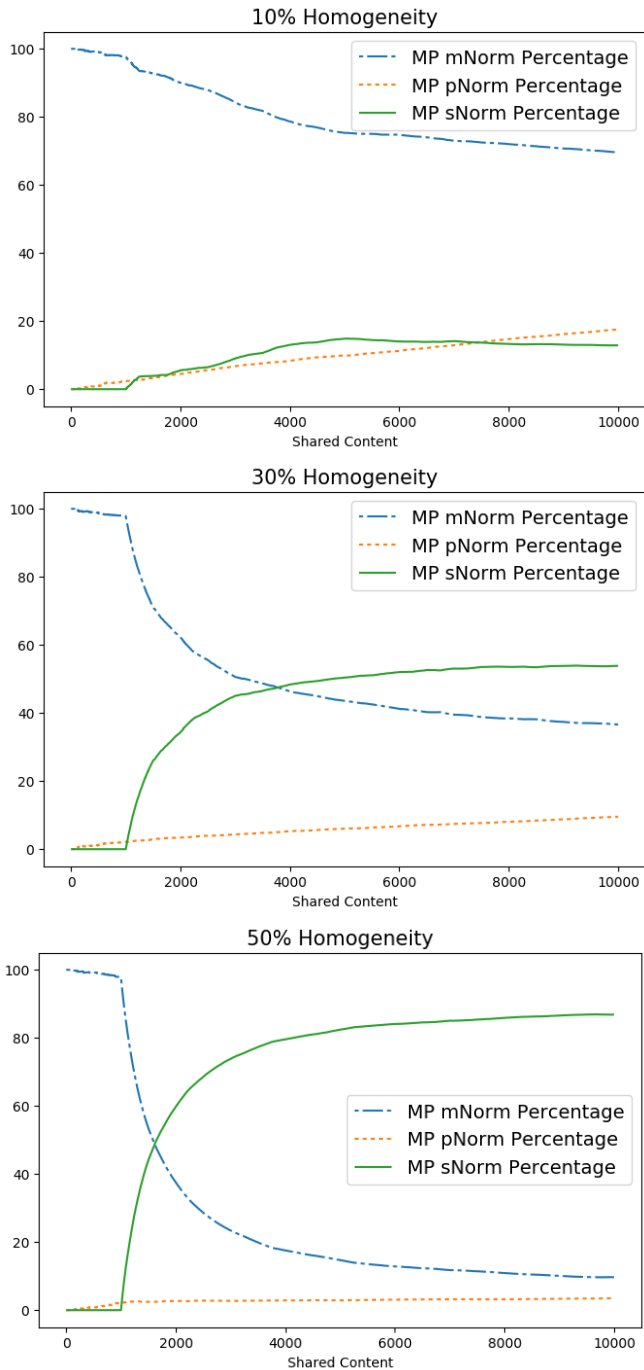 10% Homogeneity
100
80
60
40
20
0
MP mNorm Percentage
MP pNorm Percentage
MP sNorm Percentage
0 2000 4000 6000 8000 10000
Shared Content
30% Homogeneity
100
80
60
40
20
0
MP mNorm Percentage
MP pNorm Percentage
MP sNorm Percentage
0 2000 4000 6000 8000 10000
Shared Content
50% Homogeneity
100
80
60
40
20
0
MP mNorm Percentage
MP pNorm Percentage
MP sNorm Percentage
0 2000 4000 6000 8000 10000
Shared Content